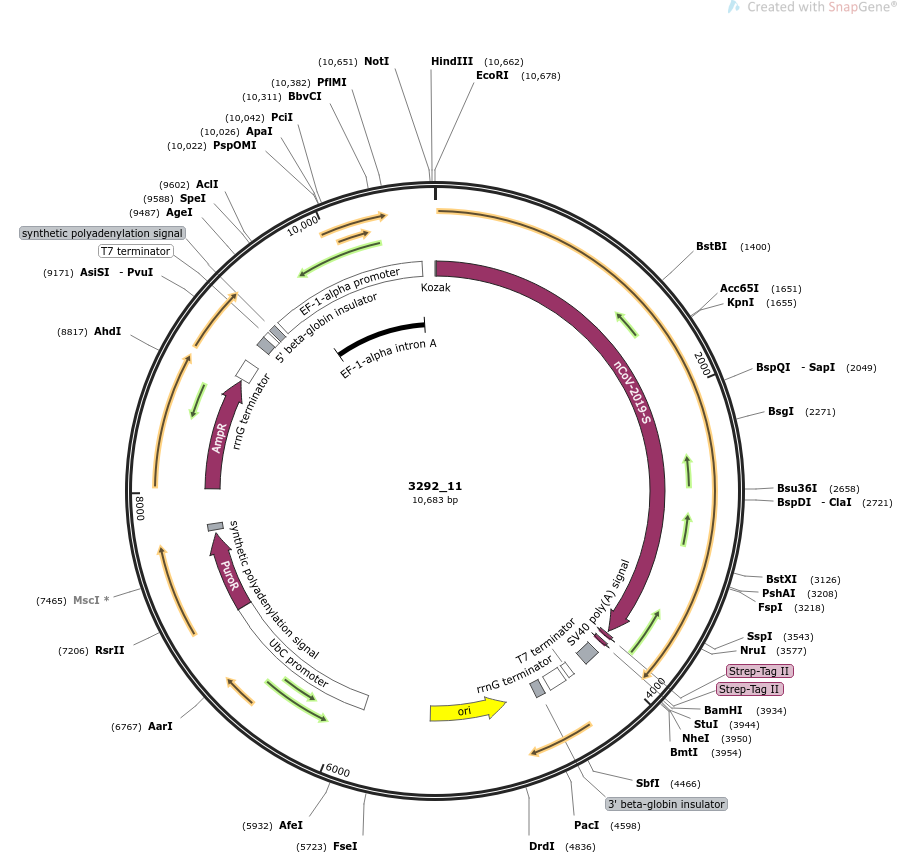 Created with SnapGene®
(10,651) NotI
HindIII (10,662)
EcoRI (10,678)
(10,382) PflMI
(10,311) BbvCI
(10,042) PciI
(10,026) ApaI
(10,022) PspOMI
(9602) AclI
(9588) SpeI
(9487) AgeI
synthetic polyadenylation signal
T7 terminator
(9171) AsiSI - PvuI
(8817) AhdI
(7465) MscI *
(7206) RsrII
(6767) AarI
(5932) AfeI
(5723) FseI
BstBI (1400)
Acc65I (1651)
KpnI (1655)
BspQI - SapI (2049)
BsgI (2271)
Bsu36I (2658)
BspDI - ClaI (2721)
BstXI (3126)
PshAI (3208)
FspI (3218)
SspI (3543)
NruI (3577)
Strep-Tag II
Strep-Tag II
BamHI (3934)
StuI (3944)
NheI (3950)
BmtI (3954)
SbfI (4466)
3' beta-globin insulator
PacI (4598)
DrdI (4836)
2000
4000
6000
8000
10,000
Kozak
nCoV-2019-S
SV40 poly(A) signal
T7 terminator
rrnG terminator
ori
UbC promoter
PuroR
synthetic polyadenylation signal
AmpR
rrnG terminator
5' beta-globin insulator
EF-1-alpha promoter
EF-1-alpha intron A
3292_11
10,683 bp